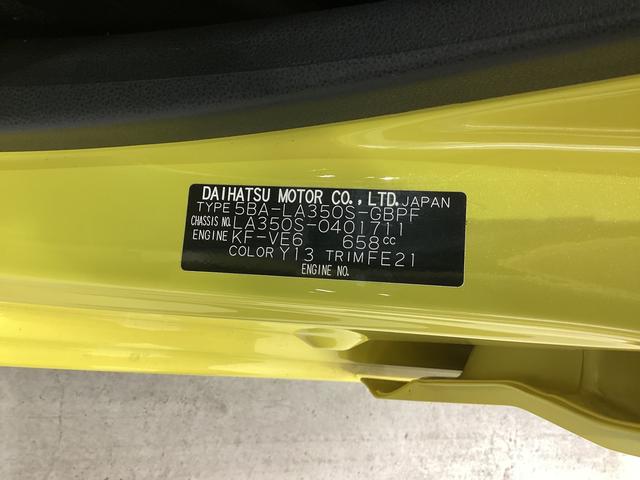 DAIHATSU MOTOR CO., LTD. JAPAN
TYPE 5BA-LA350S-GBPF
CHASSIS NO. LA350S-0401711
ENGINE KF-VE6 658cc
COLOR Y13 TRIM FE21
ENGINE NO.